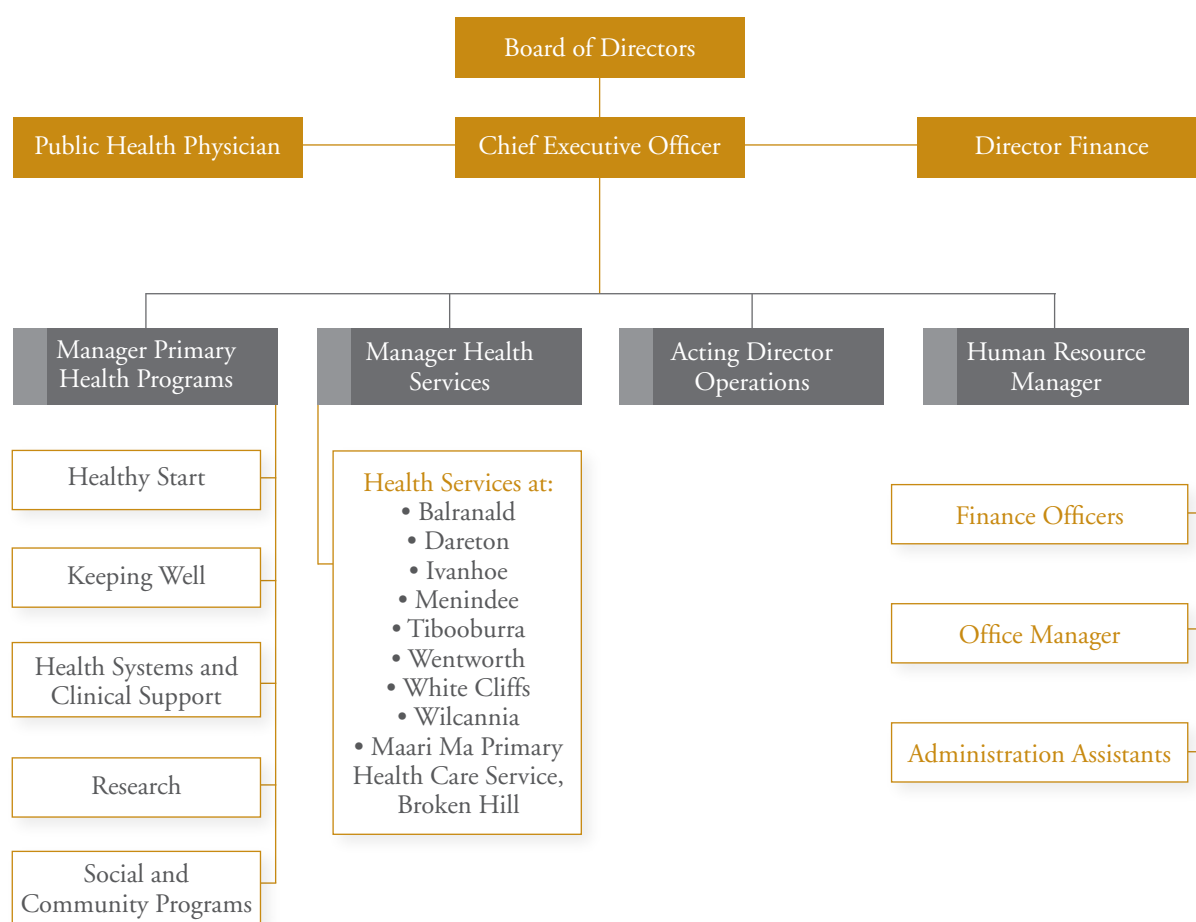 Board of Directors
Public Health Physician
Chief Executive Officer
Director Finance
Manager Primary
Health Programs
Manager Health
Services
Acting Director
Operations
Human Resource
Manager
Healthy Start
Keeping Well
Health Systems and
Clinical Support
Research
Social and
Community Programs
Health Services at:
• Balranald
• Dareton
• Ivanhoe
• Menindee
• Tibooburra
• Wentworth
• White Cliffs
• Wilcannia
• Maari Ma Primary
Health Care Service,
Broken Hill
Finance Officers
Office Manager
Administration Assistants